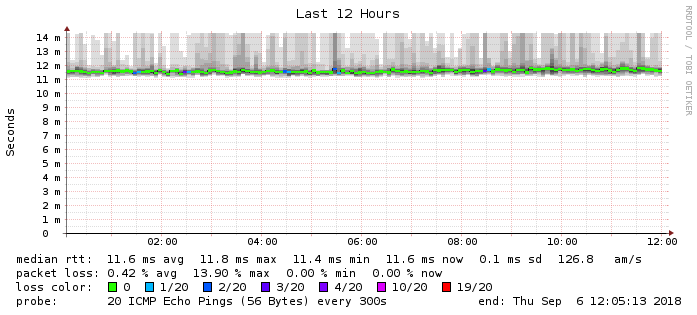 Last 12 Hours
RRDTOOL / TOBI OETIKER
Seconds
14 m
13 m
12 m
11 m
10 m
9 m
8 m
7 m
6 m
5 m
4 m
3 m
2 m
1 m
0
02:00 04:00 06:00 08:00 10:00 12:00
median rtt: 11.6 ms avg 11.8 ms max 11.4 ms min 11.6 ms now 0.1 ms sd 126.8 am/s
packet loss: 0.42 % avg 13.90 % max 0.00 % min 0.00 % now
loss color: 0 1/20 2/20 3/20 4/20 10/20 19/20
probe: 20 ICMP Echo Pings (56 Bytes) every 300s end: Thu Sep 6 12:05:13 2018